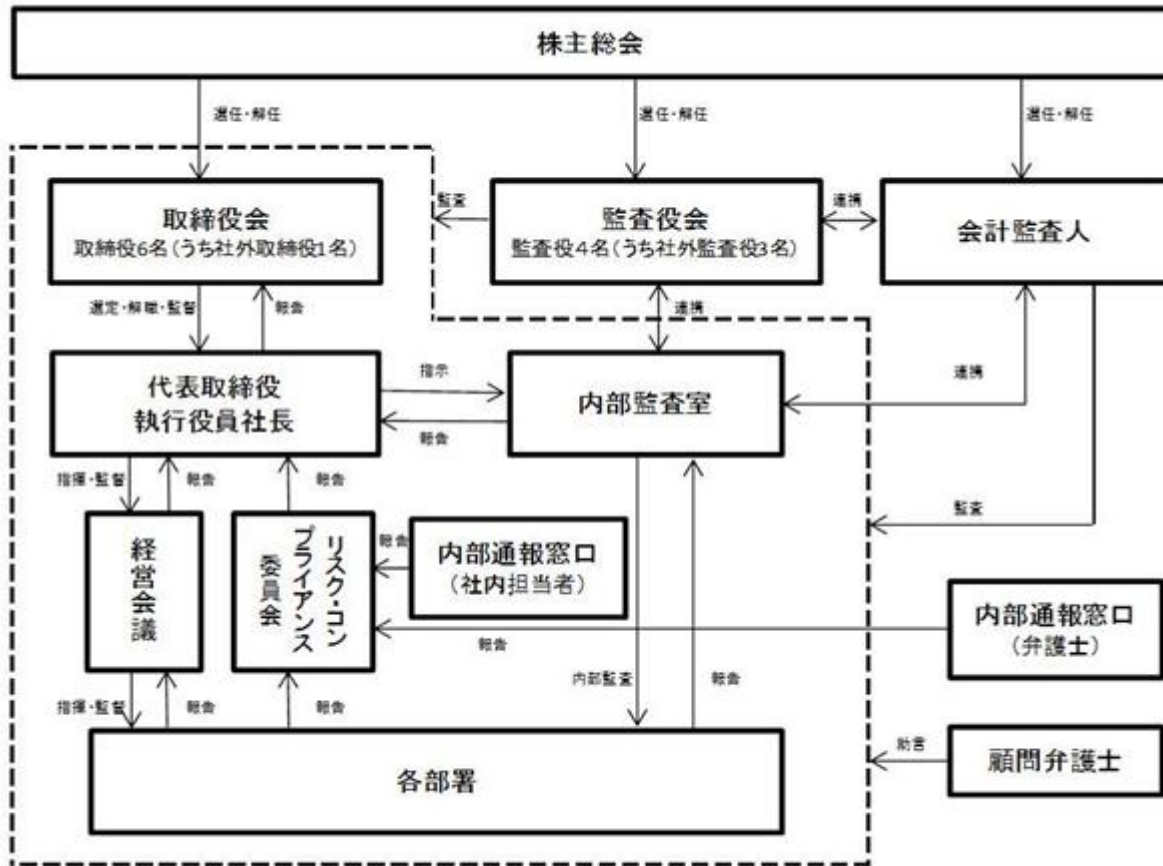 株主総会
選任・解任
選任・解任
選任・解任
取締役会
取締役6名(うち社外取締役1名)
監査
監査役会
監査役4名(うち社外監査役3名)
連携
会計監査人
選定・解職・監督
報告
連携
代表取締役
執行役員社長
指示
報告
内部監査室
連携
指揮・監督
報告
報告
監査
経営会議
リスク・コン
プライアンス
委員会
報告
内部通報窓口
(社内担当者)
内部通報窓口
(弁護士)
報告
指揮・監督
報告
報告
内部監査
報告
各部署
助言
顧問弁護士